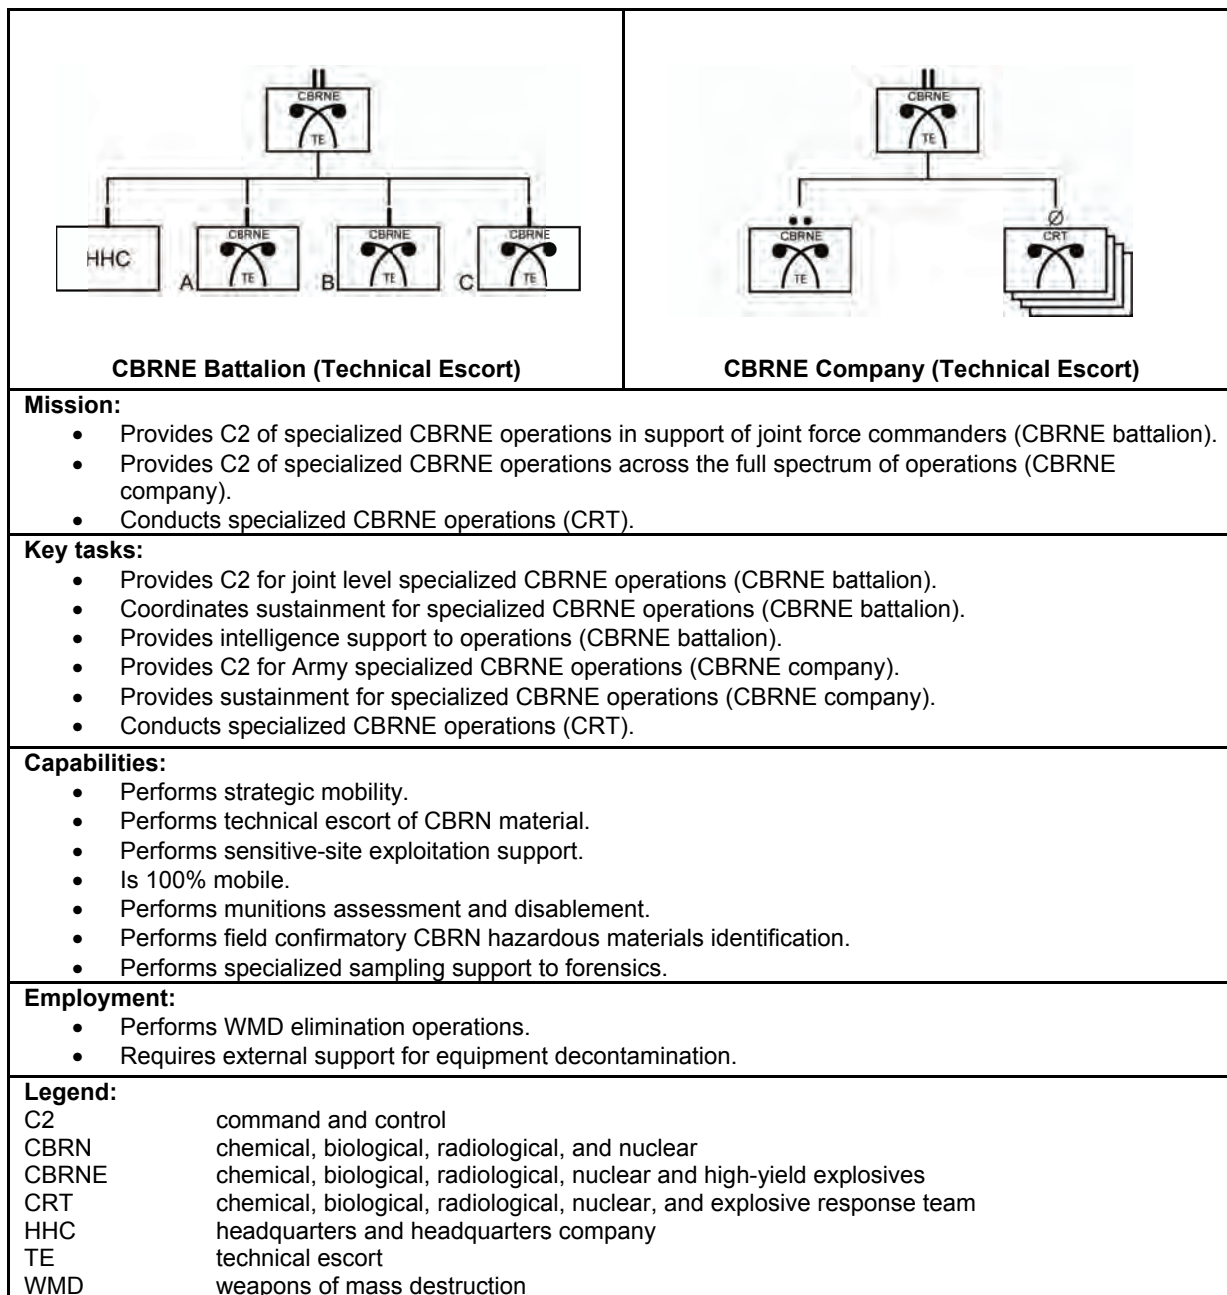 CBRNE
TE
HHC
CBRNE
TE
A
CBRNE
TE
B
CBRNE
TE
C
CBRNE Battalion (Technical Escort)
CBRNE
TE
CBRNE
TE
CRT
CBRNE Company (Technical Escort)
Mission:
• Provides C2 of specialized CBRNE operations in support of joint force commanders (CBRNE battalion).
• Provides C2 of specialized CBRNE operations across the full spectrum of operations (CBRNE
company).
• Conducts specialized CBRNE operations (CRT).
Key tasks:
• Provides C2 for joint level specialized CBRNE operations (CBRNE battalion).
• Coordinates sustainment for specialized CBRNE operations (CBRNE battalion).
• Provides intelligence support to operations (CBRNE battalion).
• Provides C2 for Army specialized CBRNE operations (CBRNE company).
• Provides sustainment for specialized CBRNE operations (CBRNE company).
• Conducts specialized CBRNE operations (CRT).
Capabilities:
• Performs strategic mobility.
• Performs technical escort of CBRN material.
• Performs sensitive-site exploitation support.
• Is 100% mobile.
• Performs munitions assessment and disablement.
• Performs field confirmatory CBRN hazardous materials identification.
• Performs specialized sampling support to forensics.
Employment:
• Performs WMD elimination operations.
• Requires external support for equipment decontamination.
Legend:
C2 command and control
CBRN chemical, biological, radiological, and nuclear
CBRNE chemical, biological, radiological, nuclear and high-yield explosives
CRT chemical, biological, radiological, nuclear, and explosive response team
HHC headquarters and headquarters company
TE technical escort
WMD weapons of mass destruction